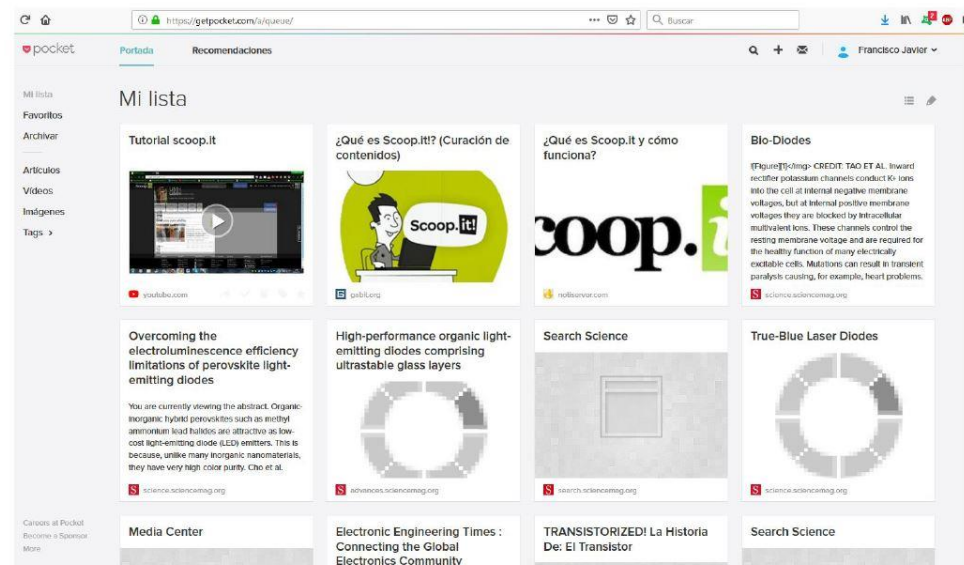 https://getpocket.com/a/queue/
Buscar
2
pocket
Portada
Recomendaciones
Francisco Javier
Mi lista
Favoritos
Archivar
Artículos
Vídeos
Imágenes
Tags
Careers at Pocket
Become a Sponsor
More
Mi lista
Tutorial scoop.it
youtube.com
¿Qué es Scoop.it!? (Curación de
contenidos)
Scoop.it!
¿Qué es Scoop.it y cómo
funciona?
coop.i
notiserver.com
Bio-Diodes
![Figure][1]</img> CREDIT: TAO ET AL. Inward
rectifier potassium channels conduct K+ ions
into the cell at internal negative membrane
voltages, but at internal positive membrane
voltages they are blocked by intracellular
multivalent ions. These channels control the
resting membrane voltage and are required for
the healthy function of many electrically
excitable cells. Mutations can result in transient
paralysis causing, for example, heart problems.
science.sciencemag.org
Overcoming the
electroluminescence efficiency
limitations of perovskite light-
emitting diodes
You are currently viewing the abstract. Organic-
inorganic hybrid perovskites such as methyl
ammonium lead halides are attractive as low-
cost light-emitting diode (LED) emitters. This is
because, unlike many inorganic nanomaterials,
they have very high color purity. Cho et al.
science.sciencemag.org
High-performance organic light-
emitting diodes comprising
ultrastable glass layers
advances.sciencemag.org
Search Science
search.sciencemag.org
True-Blue Laser Diodes
science.sciencemag.org
Media Center
Electronic Engineering Times :
Connecting the Global
Electronics Community
TRANSISTORIZED! La Historia
De: El Transistor
Search Science